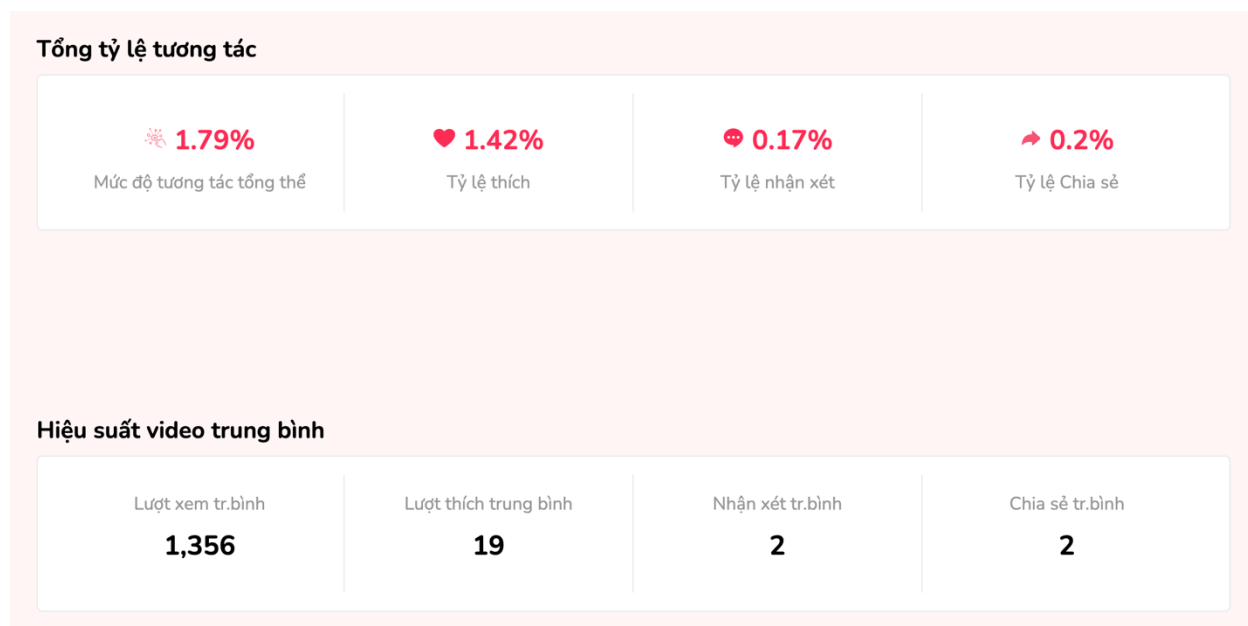 Tổng tỷ lệ tương tác
1.79%
Mức độ tương tác tổng thể
1.42%
Tỷ lệ thích
0.17%
Tỷ lệ nhận xét
0.2%
Tỷ lệ Chia sẻ
Hiệu suất video trung bình
Lượt xem tr.bình
1,356
Lượt thích trung bình
19
Nhận xét tr.bình
2
Chia sẻ tr.bình
2